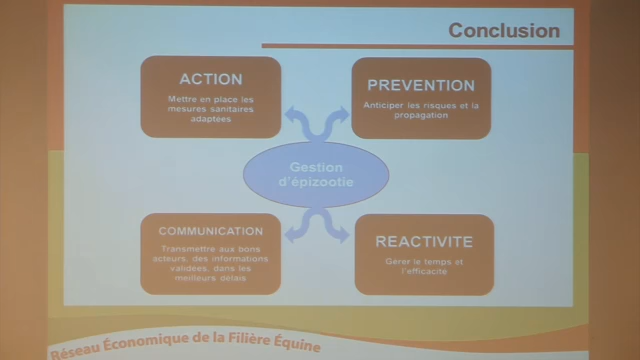 Conclusion
ACTION
Mettre en place les
mesures sanitaires
adaptées
PREVENTION
Anticiper les risques et la
propagation
Gestion
d'épizootie
COMMUNICATION
Transmettre aux bons
acteurs, des informations
validées, dans les
meilleurs délais
REACTIVITE
Gérer le temps et
l'efficacité
Réseau Économique de la Filière Équine